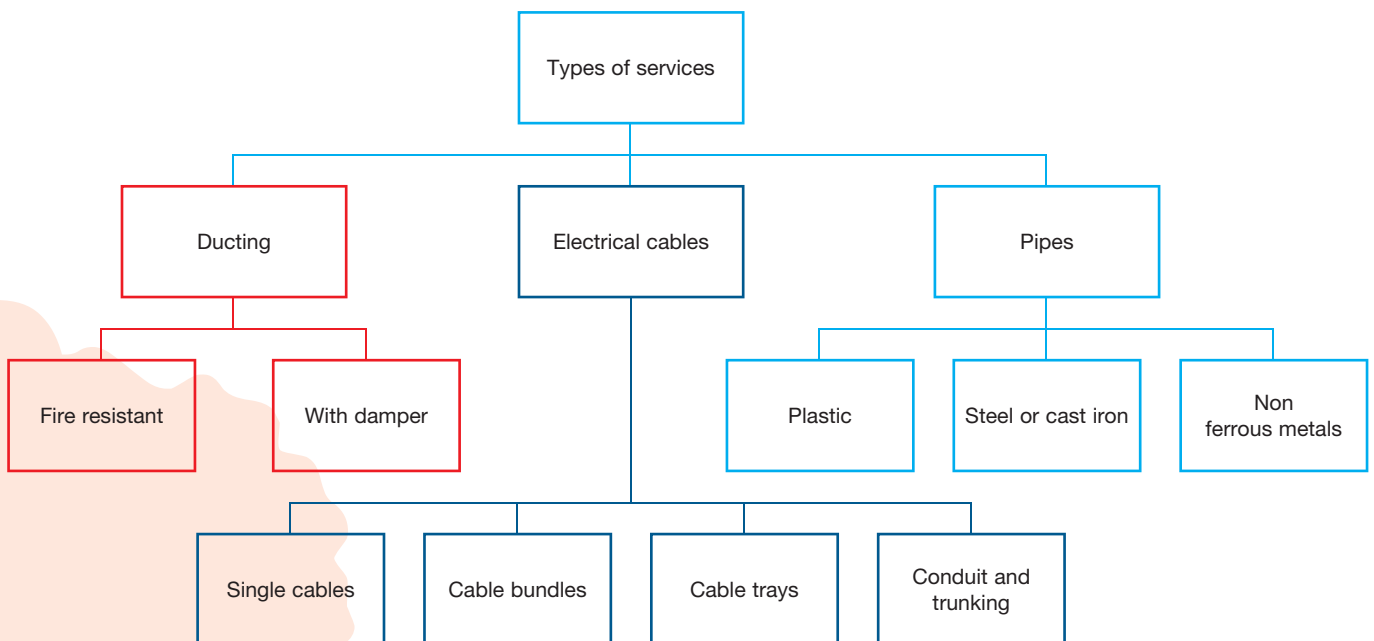 Types of services
Ducting
Electrical cables
Pipes
Fire resistant
With damper
Plastic
Steel or cast iron
Non
ferrous metals
Single cables
Cable bundles
Cable trays
Conduit and
trunking